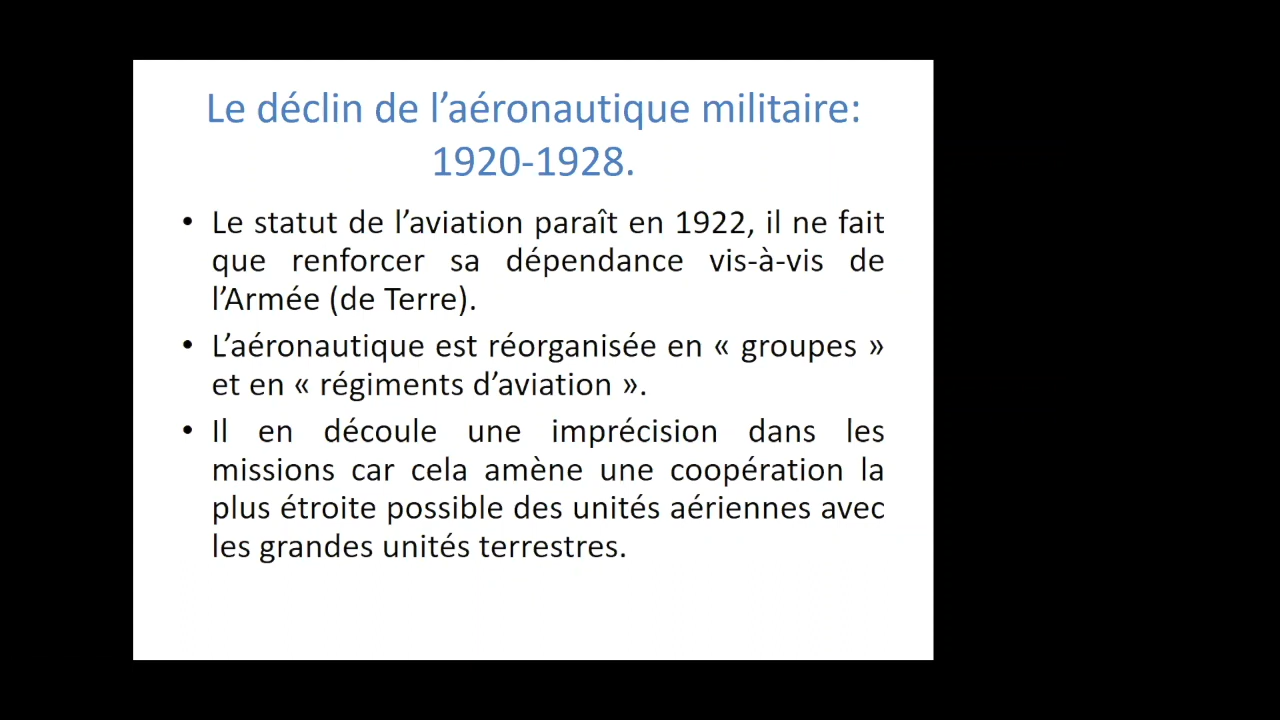 Le déclin de l’aéronautique militaire:
1920-1928.
• Le statut de l’aviation paraît en 1922, il ne fait
que renforcer sa dépendance vis-à-vis de
l’Armée (de Terre).
• L’aéronautique est réorganisée en « groupes »
et en « régiments d’aviation ».
• Il en découle une imprécision dans les
missions car cela amène une coopération la
plus étroite possible des unités aériennes avec
les grandes unités terrestres.